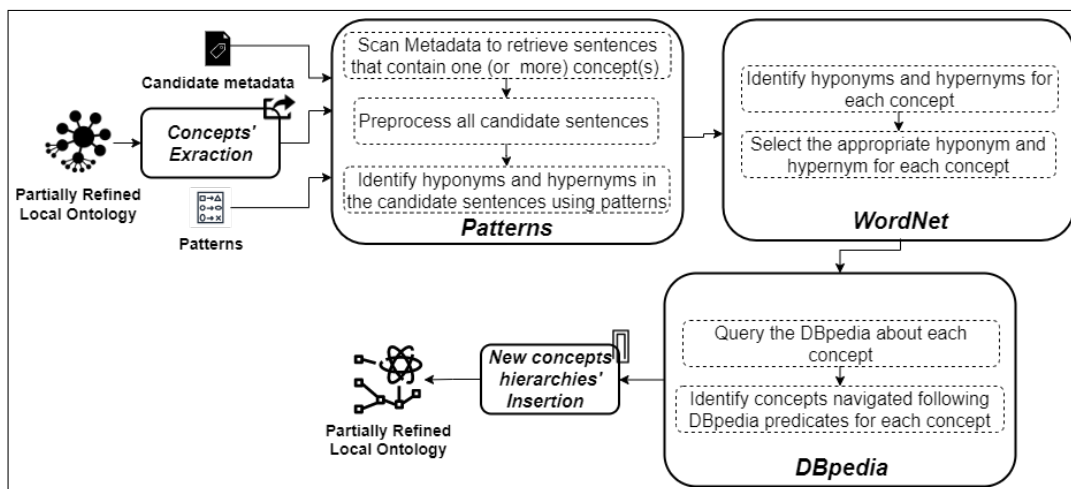 Candidate metadata
Partially Refined
Local Ontology
Concepts'
Exraction
Patterns
Scan Metadata to retrieve sentences
that contain one (or more) concept(s)
Preprocess all candidate sentences
Identify hyponyms and hypernyms in
the candidate sentences using patterns
Patterns
Identify hyponyms and hypernyms for
each concept
Select the appropriate hyponym and
hypernym for each concept
WordNet
Query the DBpedia about each
concept
Identify concepts navigated following
DBpedia predicates for each concept
DBpedia
New concepts
hierarchies'
Insertion
Partially Refined
Local Ontology